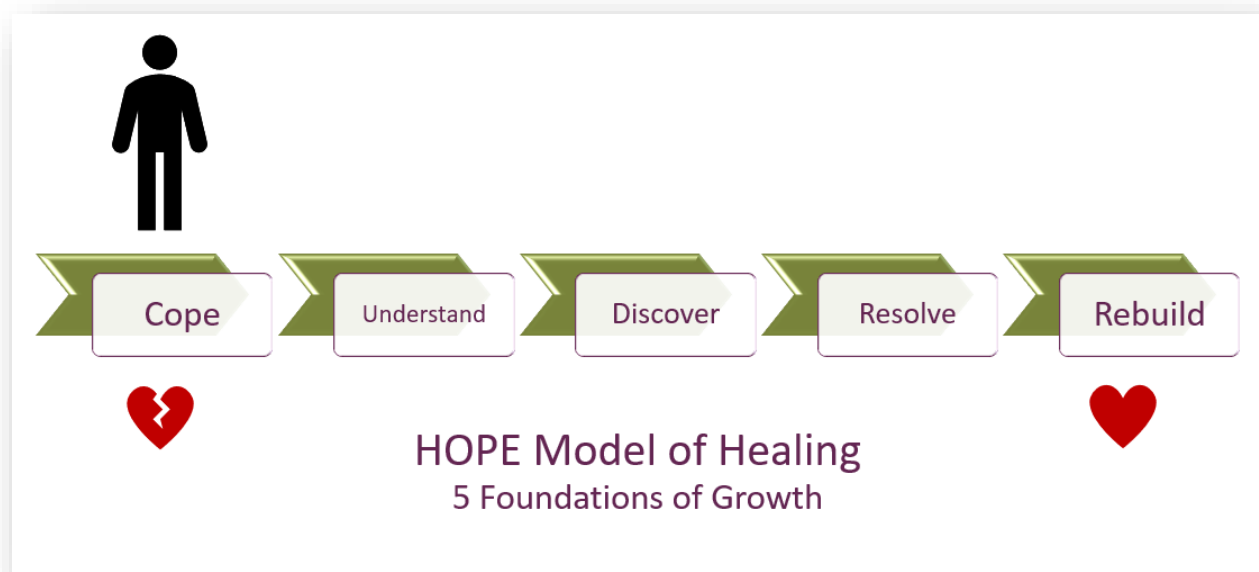 Cope
Understand
Discover
Resolve
Rebuild
HOPE Model of Healing
5 Foundations of Growth